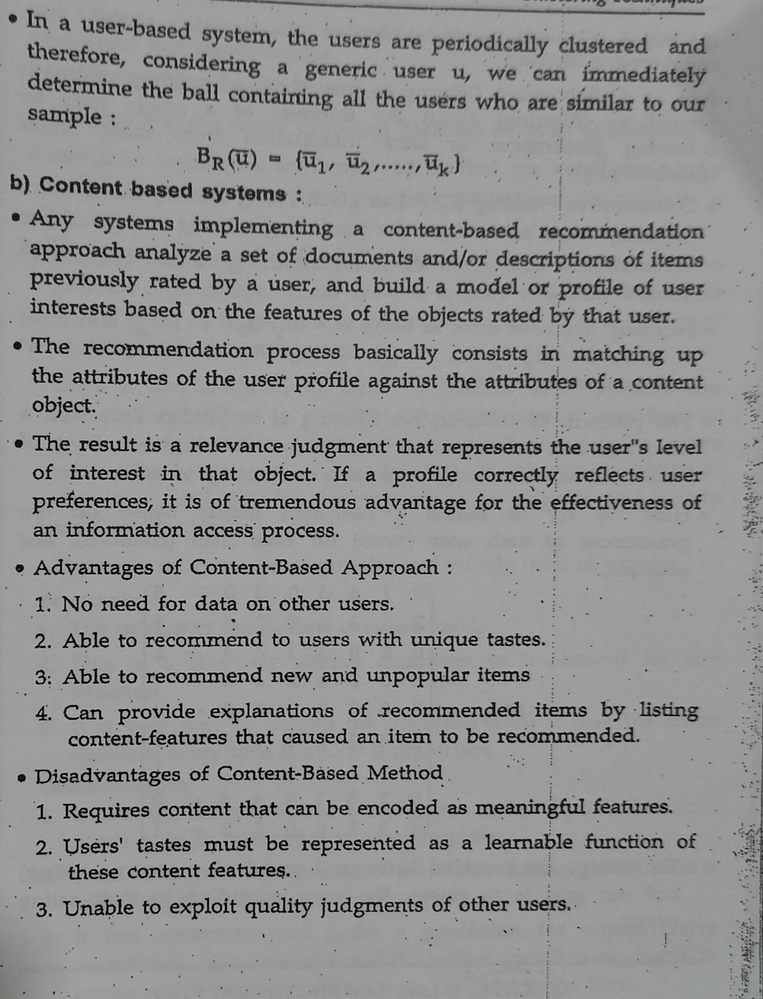 • In a user-based system, the users are periodically clustered and
therefore, considering a generic user u, we can immediately
determine the ball containing all the users who are similar to our
sample :
B_R(u̅) = {u̅₁, u̅₂,......,u̅ₖ}
b) Content based systems :
• Any systems implementing a content-based recommendation
approach analyze a set of documents and/or descriptions of items
previously rated by a user, and build a model or profile of user
interests based on the features of the objects rated by that user.
• The recommendation process basically consists in matching up
the attributes of the user profile against the attributes of a content
object.
• The result is a relevance judgment that represents the user"s level
of interest in that object. If a profile correctly reflects user
preferences, it is of tremendous advantage for the effectiveness of
an information access process.
• Advantages of Content-Based Approach :
1. No need for data on other users.
2. Able to recommend to users with unique tastes.
3. Able to recommend new and unpopular items
4. Can provide explanations of recommended items by listing
content-features that caused an item to be recommended.
• Disadvantages of Content-Based Method
1. Requires content that can be encoded as meaningful features.
2. Users' tastes must be represented as a learnable function of
these content features.
3. Unable to exploit quality judgments of other users.